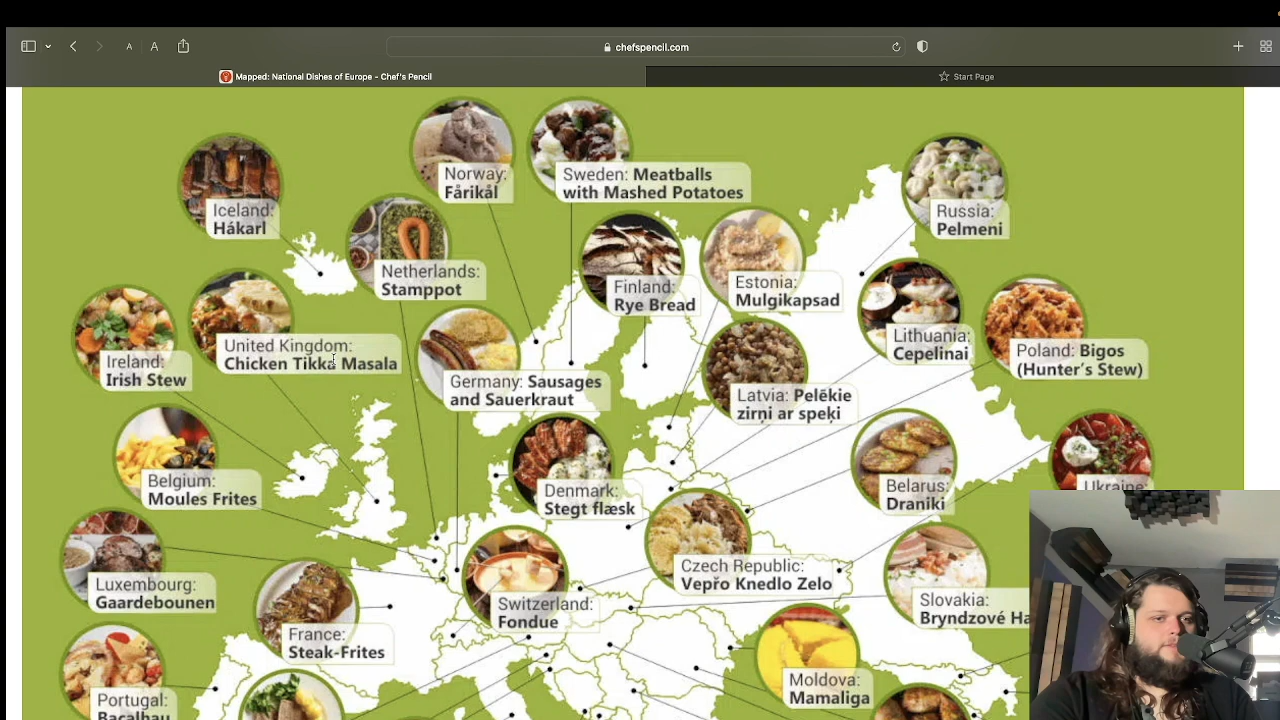 A A
chefspencil.com
Mapped: National Dishes of Europe - Chef's Pencil
Start Page
Norway:
Fårikål
Sweden: Meatballs
with Mashed Potatoes
Russia:
Pelmeni
Iceland:
Hákarl
Netherlands:
Stamppot
Finland:
Rye Bread
Estonia:
Mulgikapsad
United Kingdom:
Chicken Tikka Masala
Lithuania:
Cepelinai
Poland: Bigos
(Hunter's Stew)
Ireland:
Irish Stew
Germany: Sausages
and Sauerkraut
Latvia: Pelēkie
zirņi ar speķi
Belgium:
Moules Frites
Denmark:
Stegt flæsk
Belarus:
Draniki
Ukraine:
Luxembourg:
Gaardebounen
Switzerland:
Fondue
Czech Republic:
Vepřo Knedlo Zelo
Slovakia:
Bryndzové Ha
France:
Steak-Frites
Moldova:
Mamaliga
Portugal:
Bacalhau